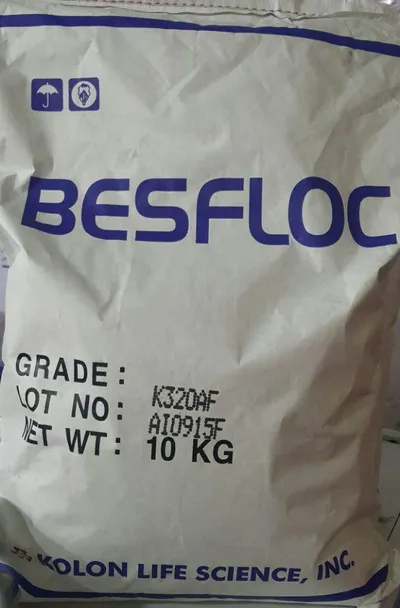 BESFLOC
GRADE : K320AF
LOT NO : AI0915F
NET WT : 10 KG
KOLON LIFE SCIENCE, INC.